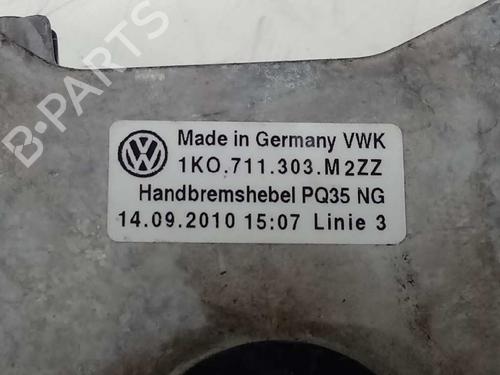 B-PARTS
Made in Germany VWK
1KO.711.303.M2ZZ
Handbremshebel PQ35 NG
14.09.2010 15:07 Linie 3